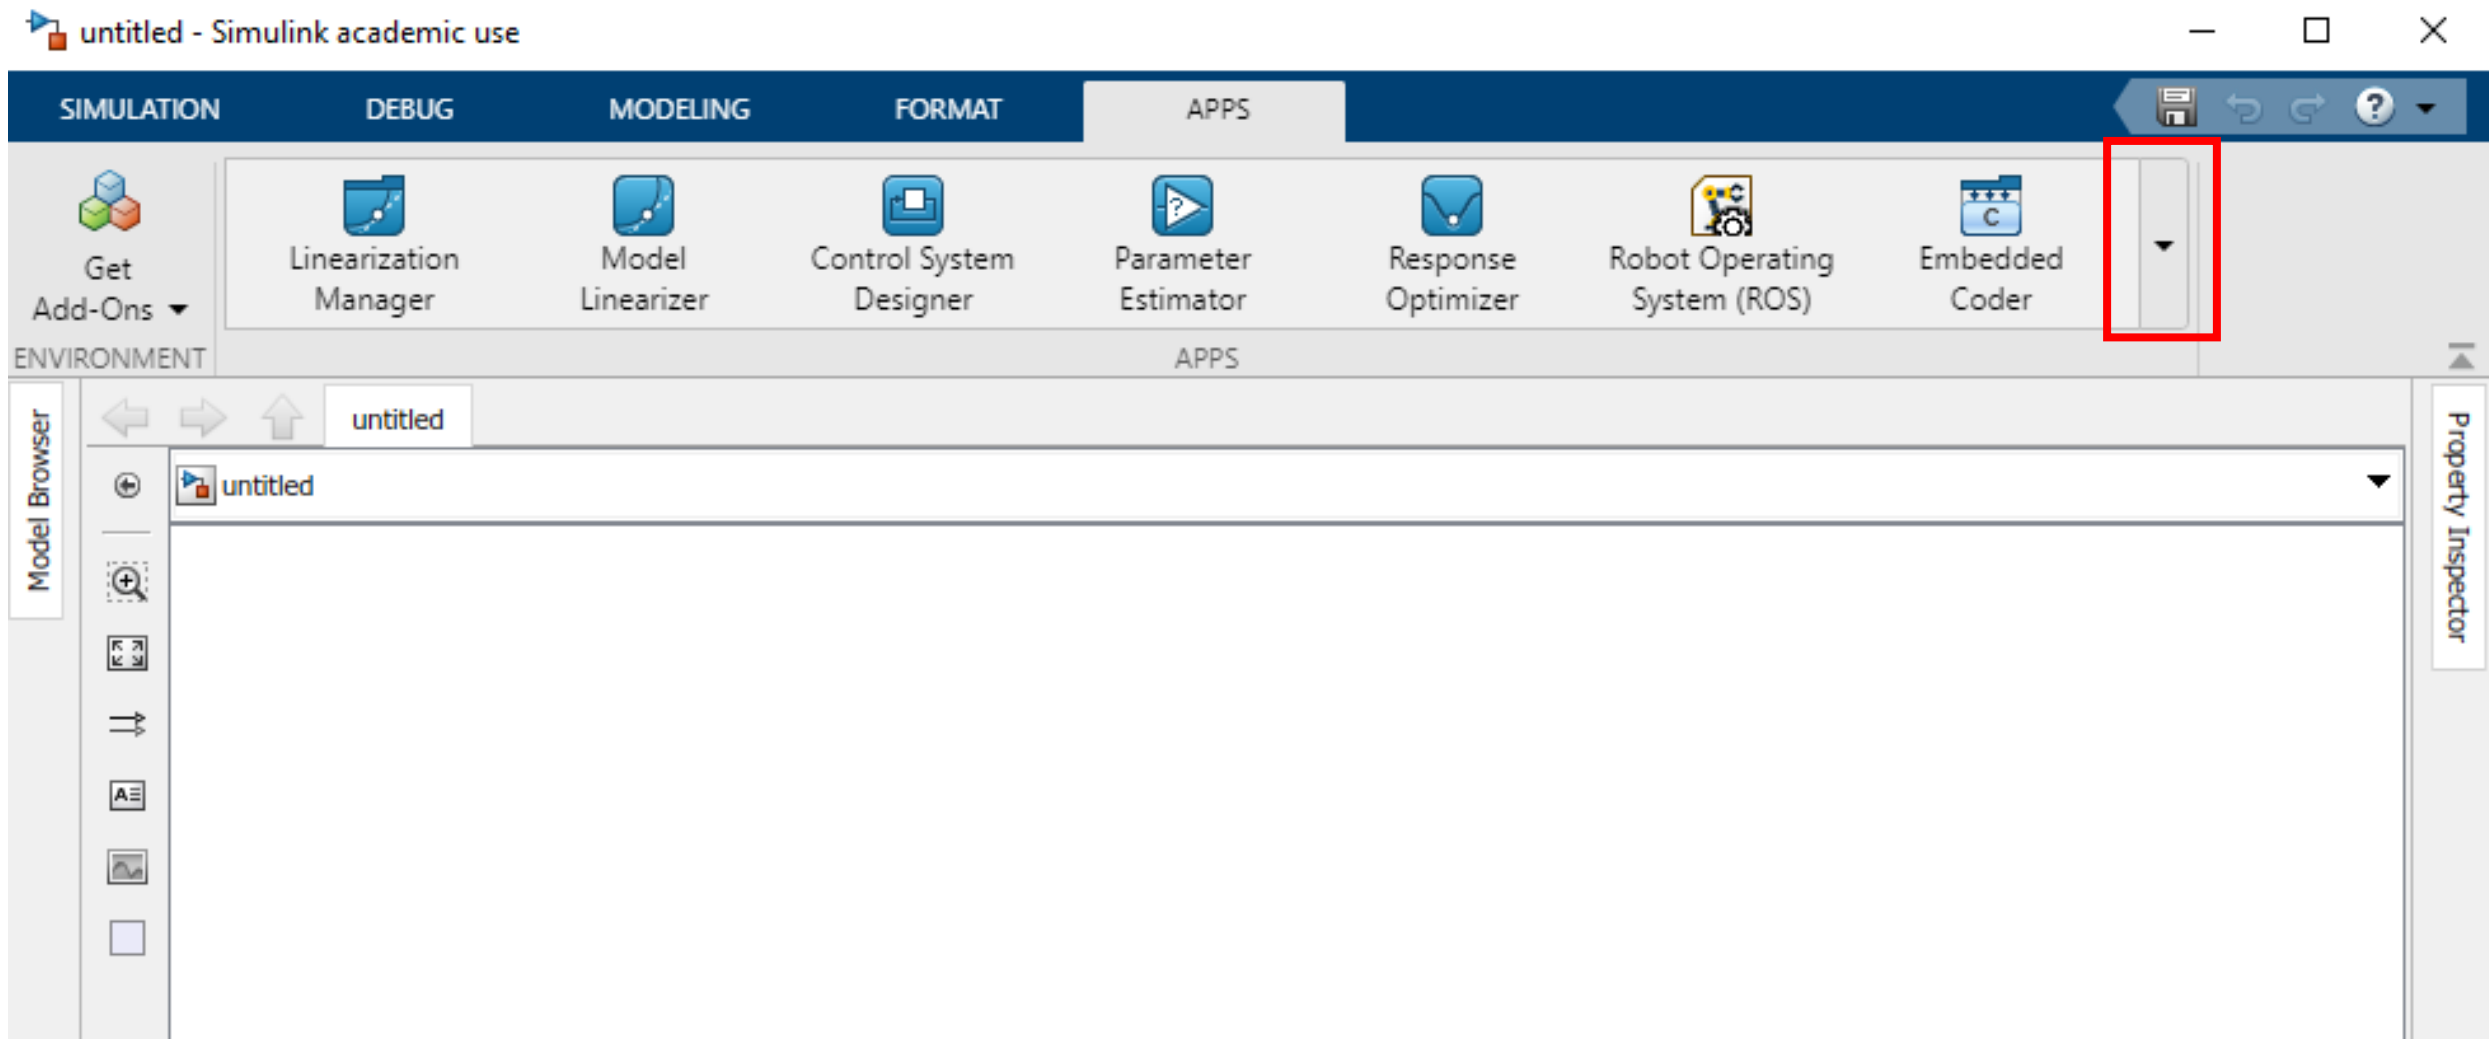 untitled - Simulink academic use
SIMULATION DEBUG MODELING FORMAT APPS
Get
Add-Ons
Linearization
Manager
Model
Linearizer
Control System
Designer
Parameter
Estimator
Response
Optimizer
Robot Operating
System (ROS)
Embedded
Coder
ENVIRONMENT APPS
Model Browser
untitled
untitled
Property Inspector